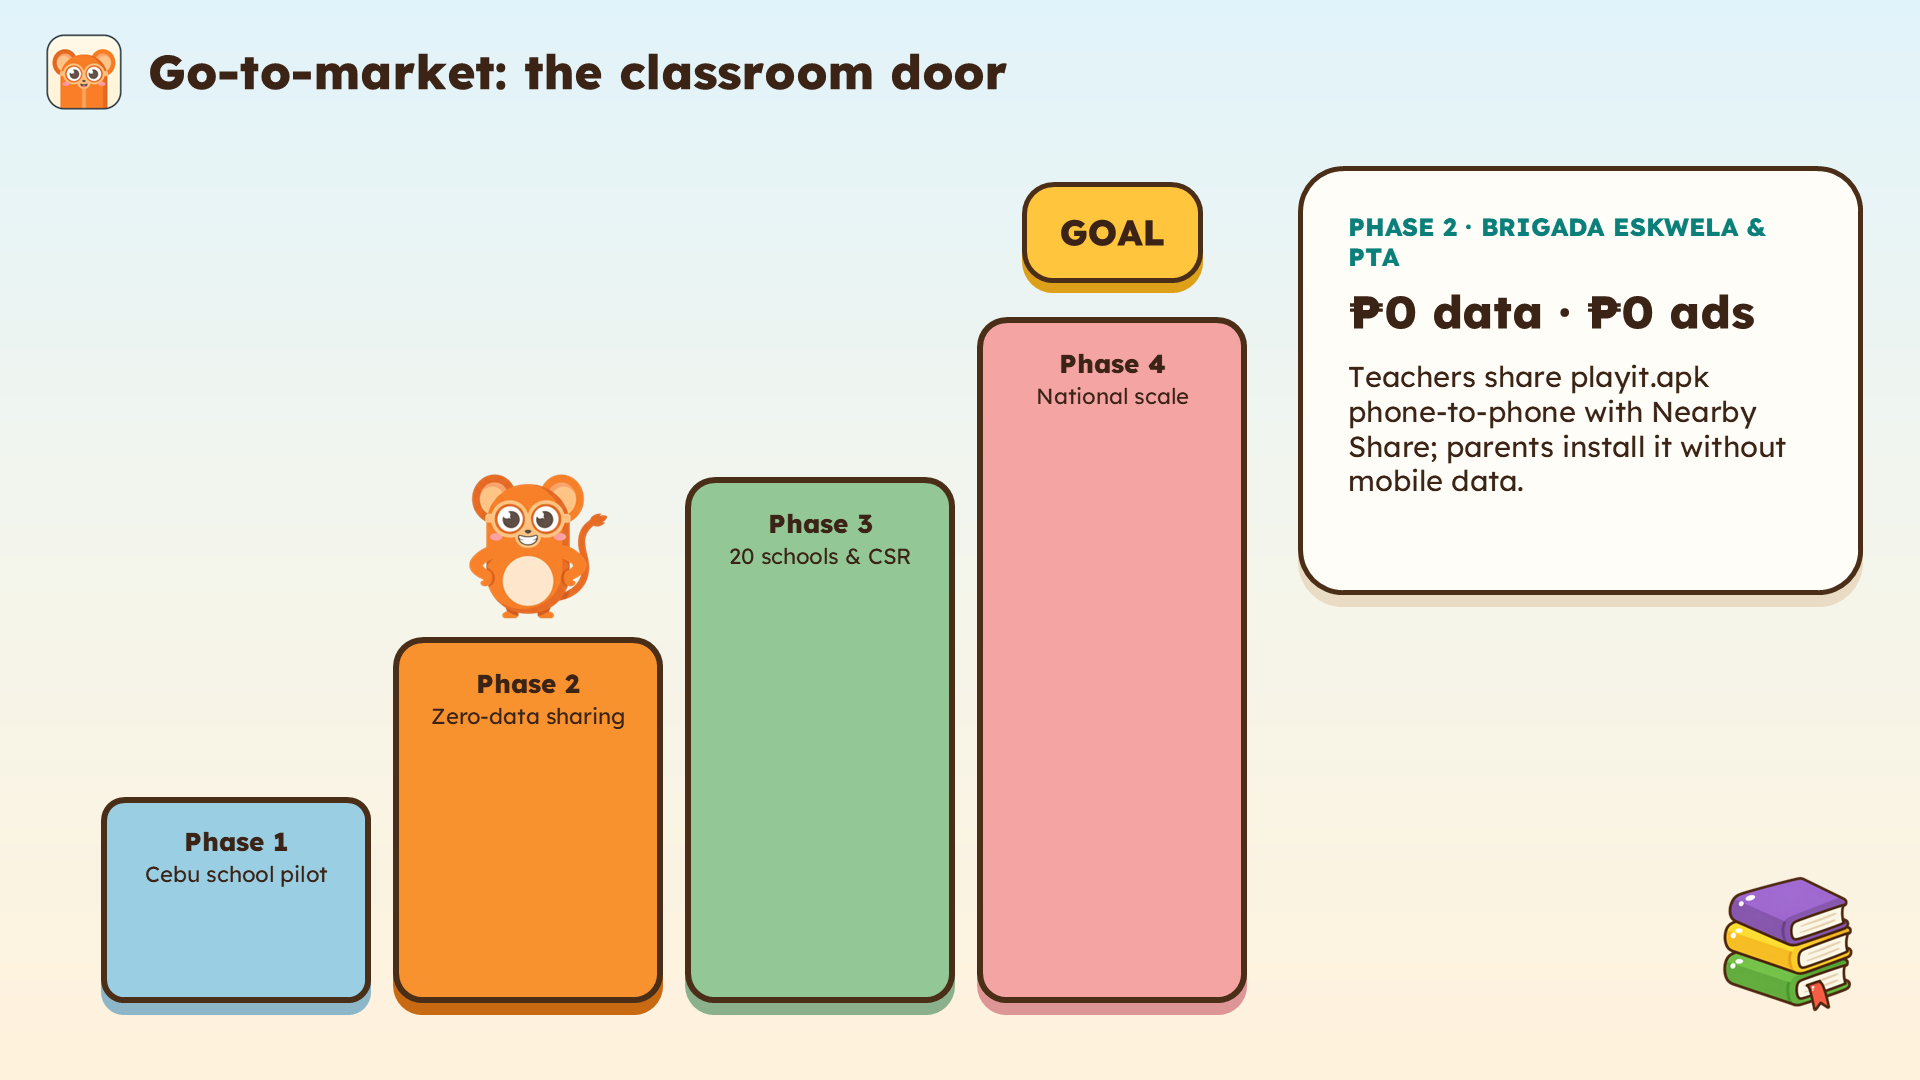 Go-to-market: the classroom door
GOAL
Phase 4
National scale
Phase 3
20 schools & CSR
Phase 2
Zero-data sharing
Phase 1
Cebu school pilot
PHASE 2 · BRIGADA ESKWELA &
PTA
₱0 data · ₱0 ads
Teachers share playit.apk
phone-to-phone with Nearby
Share; parents install it without
mobile data.